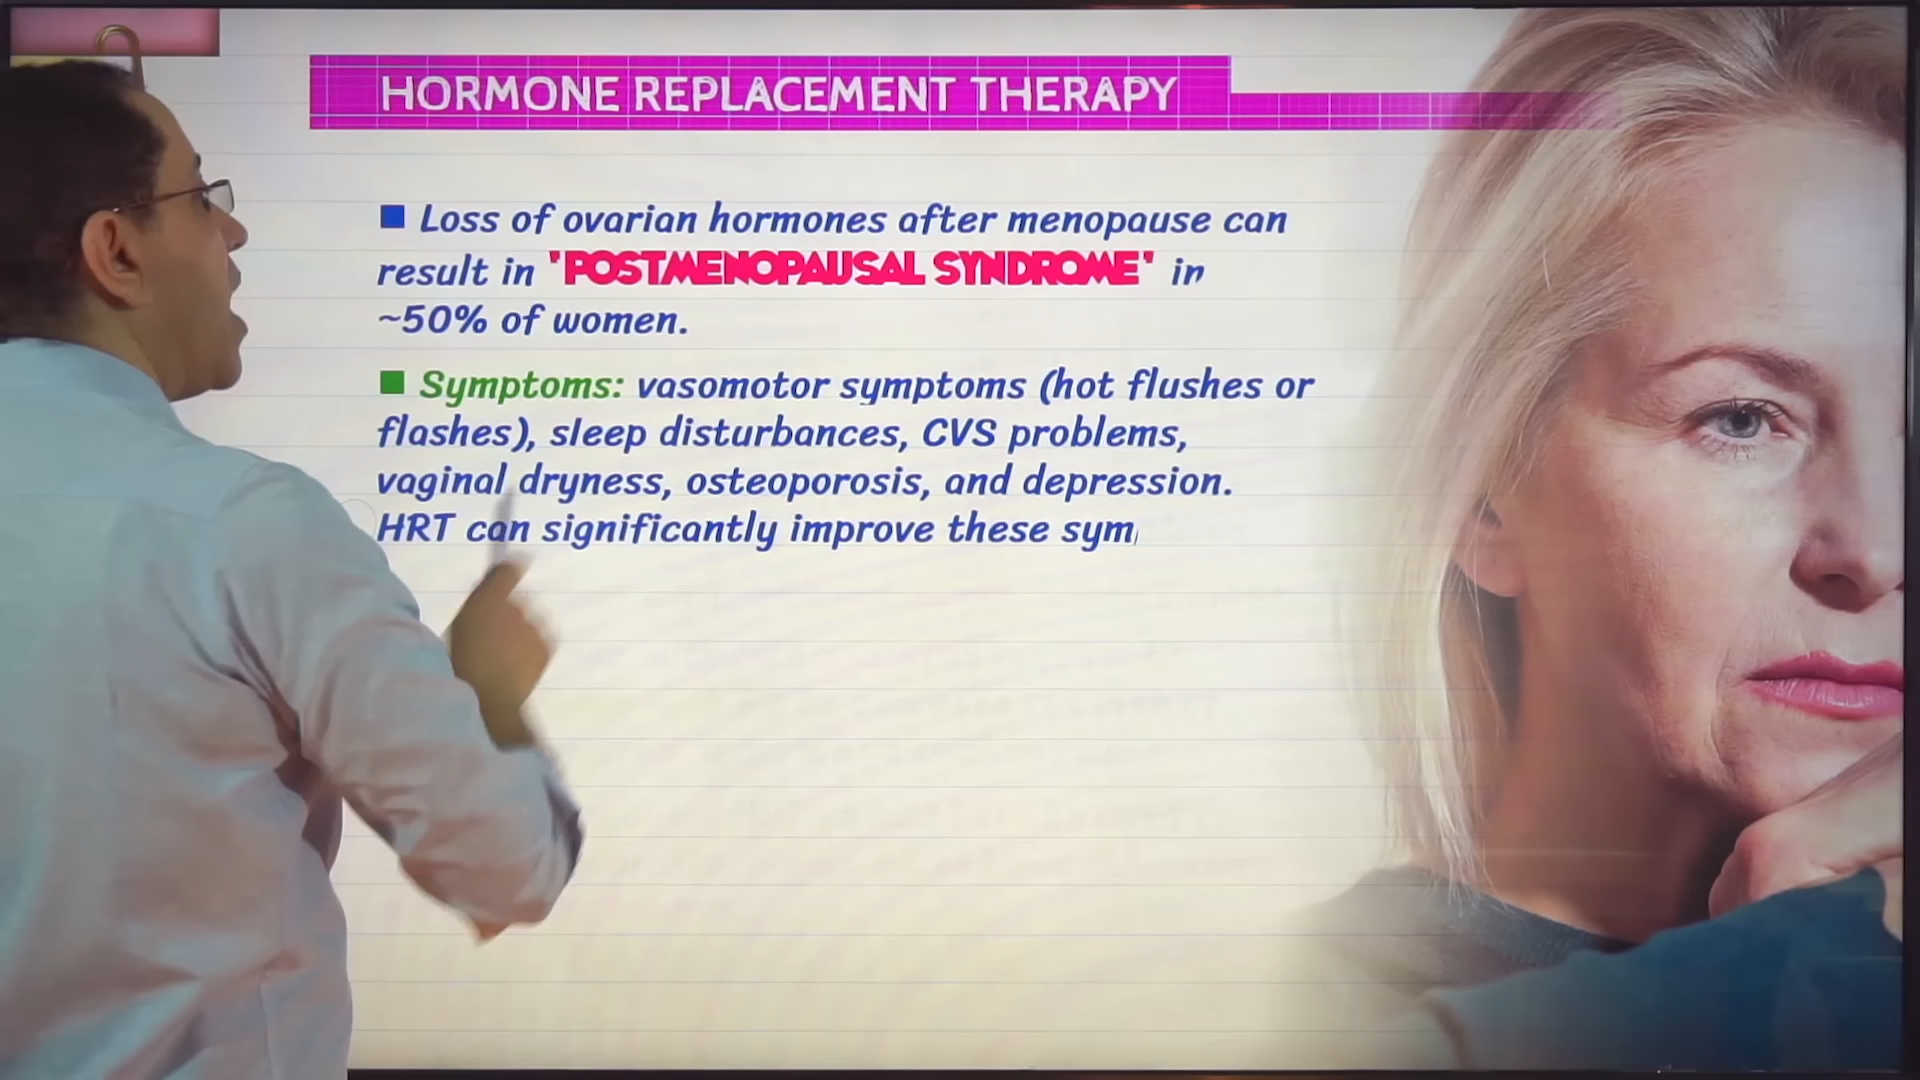 HORMONE REPLACEMENT THERAPY
Loss of ovarian hormones after menopause can
result in 'POSTMENOPAUSAL SYNDROME' in
~50% of women.
Symptoms: vasomotor symptoms (hot flushes or
flashes), sleep disturbances, CVS problems,
vaginal dryness, osteoporosis, and depression.
HRT can significantly improve these sym